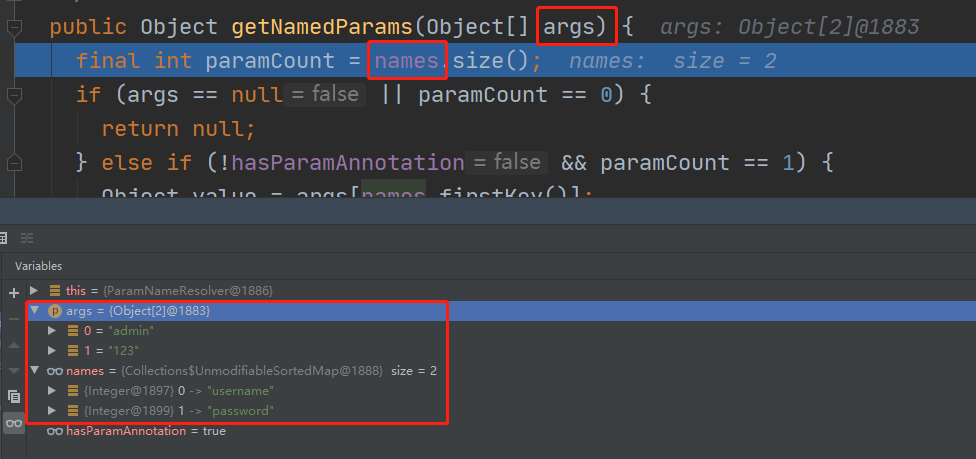 public Object getNamedParams(Object[] args) { args: Object[2]@1883
final int paramCount = names.size(); names: size = 2
if (args == null = false || paramCount == 0) {
return null;
} else if (!hasParamAnnotation = false && paramCount == 1) {
Object value = args[names.firstKey()];
Variables
this = {ParamNameResolver@1886}
args = {Object[2]@1883}
0 = "admin"
1 = "123"
names = {Collections$UnmodifiableSortedMap@1888} size = 2
{Integer@1897} 0 -> "username"
{Integer@1899} 1 -> "password"
hasParamAnnotation = true